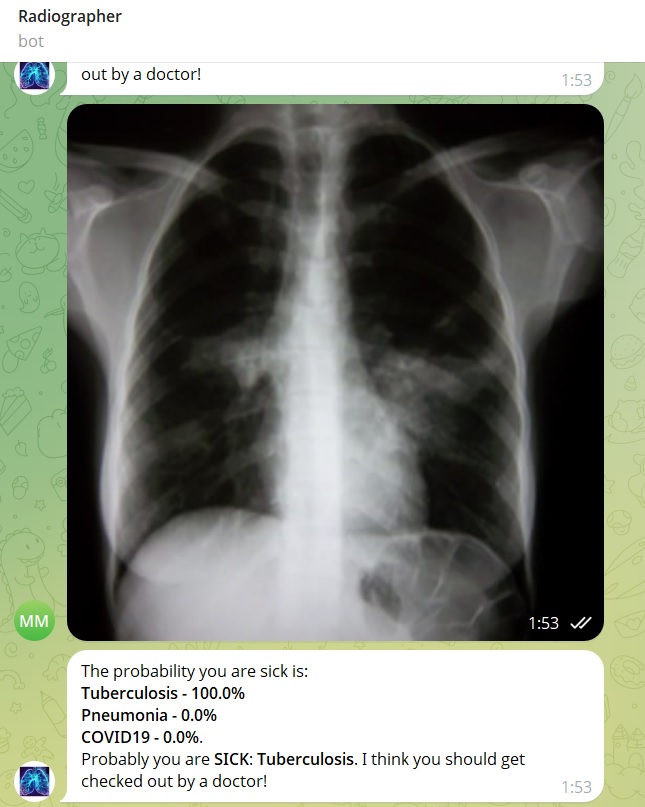 Radiographer
bot
out by a doctor!
1:53
1:53
MM
The probability you are sick is:
Tuberculosis - 100.0%
Pneumonia - 0.0%
COVID19 - 0.0%.
Probably you are SICK: Tuberculosis. I think you should get
checked out by a doctor!
1:53